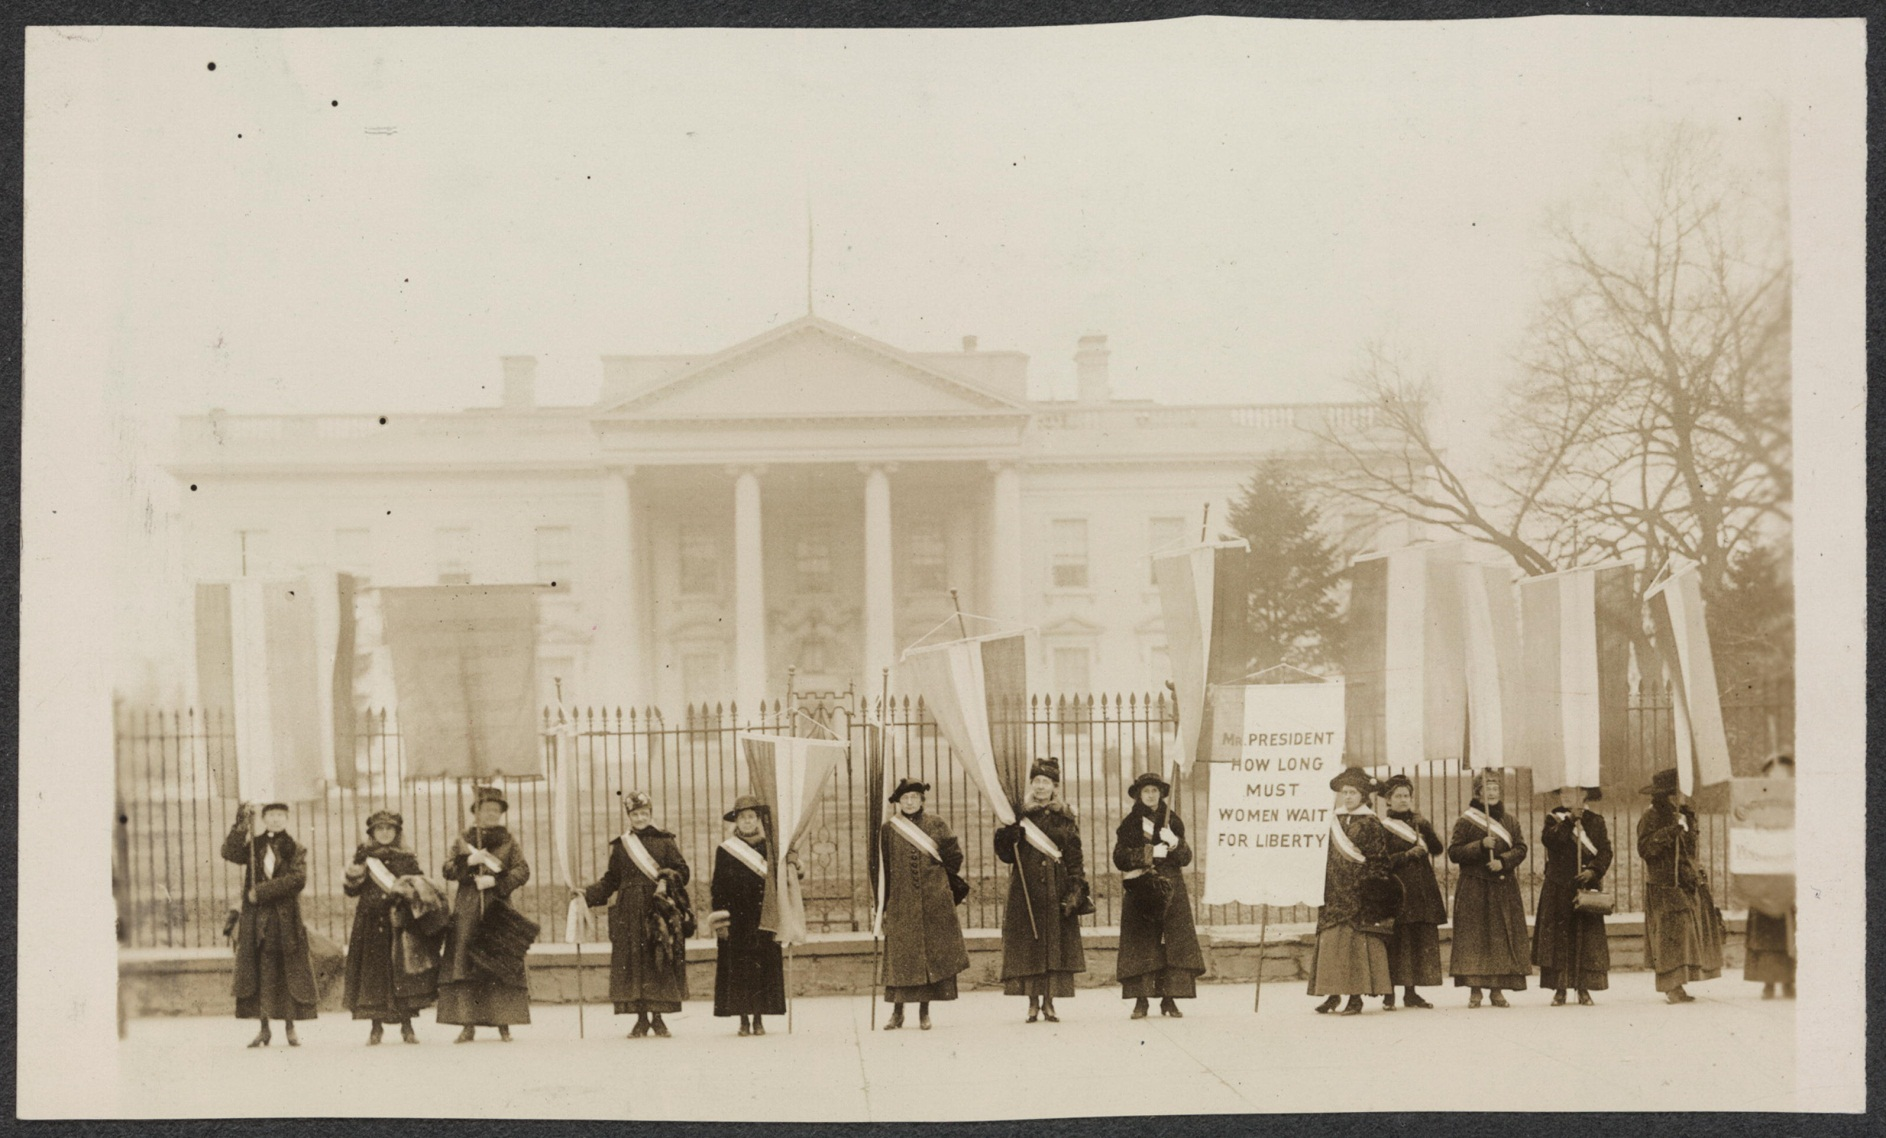 MR. PRESIDENT
HOW LONG
MUST
WOMEN WAIT
FOR LIBERTY